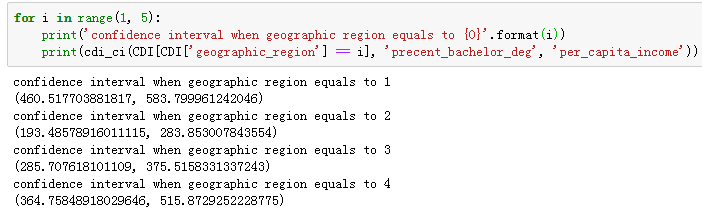 for i in range(1, 5):
    print('confidence interval when geographic region equals to {0}'.format(i))
    print(cdi_ci(CDI[CDI['geographic_region'] == i], 'precent_bachelor_deg', 'per_capita_income'))
confidence interval when geographic region equals to 1
(460.517703881817, 583.799961242046)
confidence interval when geographic region equals to 2
(193.48578916011115, 283.853007843554)
confidence interval when geographic region equals to 3
(285.707618101109, 375.5158331337243)
confidence interval when geographic region equals to 4
(364.75848918029646, 515.8729252228775)